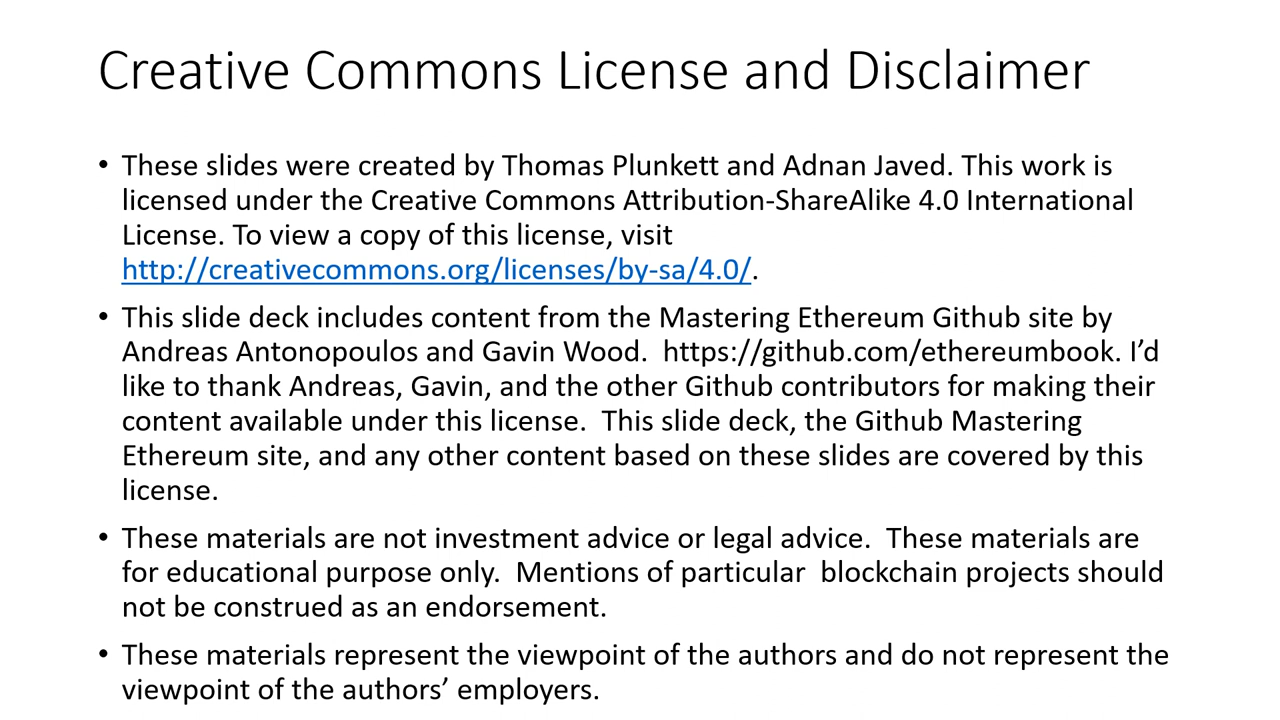 Creative Commons License and Disclaimer
• These slides were created by Thomas Plunkett and Adnan Javed. This work is
licensed under the Creative Commons Attribution-ShareAlike 4.0 International
License. To view a copy of this license, visit
http://creativecommons.org/licenses/by-sa/4.0/.
• This slide deck includes content from the Mastering Ethereum Github site by
Andreas Antonopoulos and Gavin Wood.  https://github.com/ethereumbook. I’d
like to thank Andreas, Gavin, and the other Github contributors for making their
content available under this license.  This slide deck, the Github Mastering
Ethereum site, and any other content based on these slides are covered by this
license.
• These materials are not investment advice or legal advice.  These materials are
for educational purpose only.  Mentions of particular  blockchain projects should
not be construed as an endorsement.
• These materials represent the viewpoint of the authors and do not represent the
viewpoint of the authors’ employers.